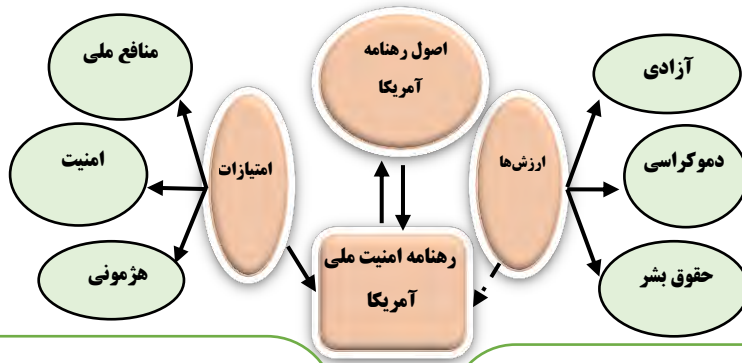 اصول رهنامه
آمریکا
آزادی
دموکراسی
حقوق بشر
ارزش‌ها
امتیازات
منافع ملی
امنیت
هژمونی
رهنامه امنیت ملی
آمریکا